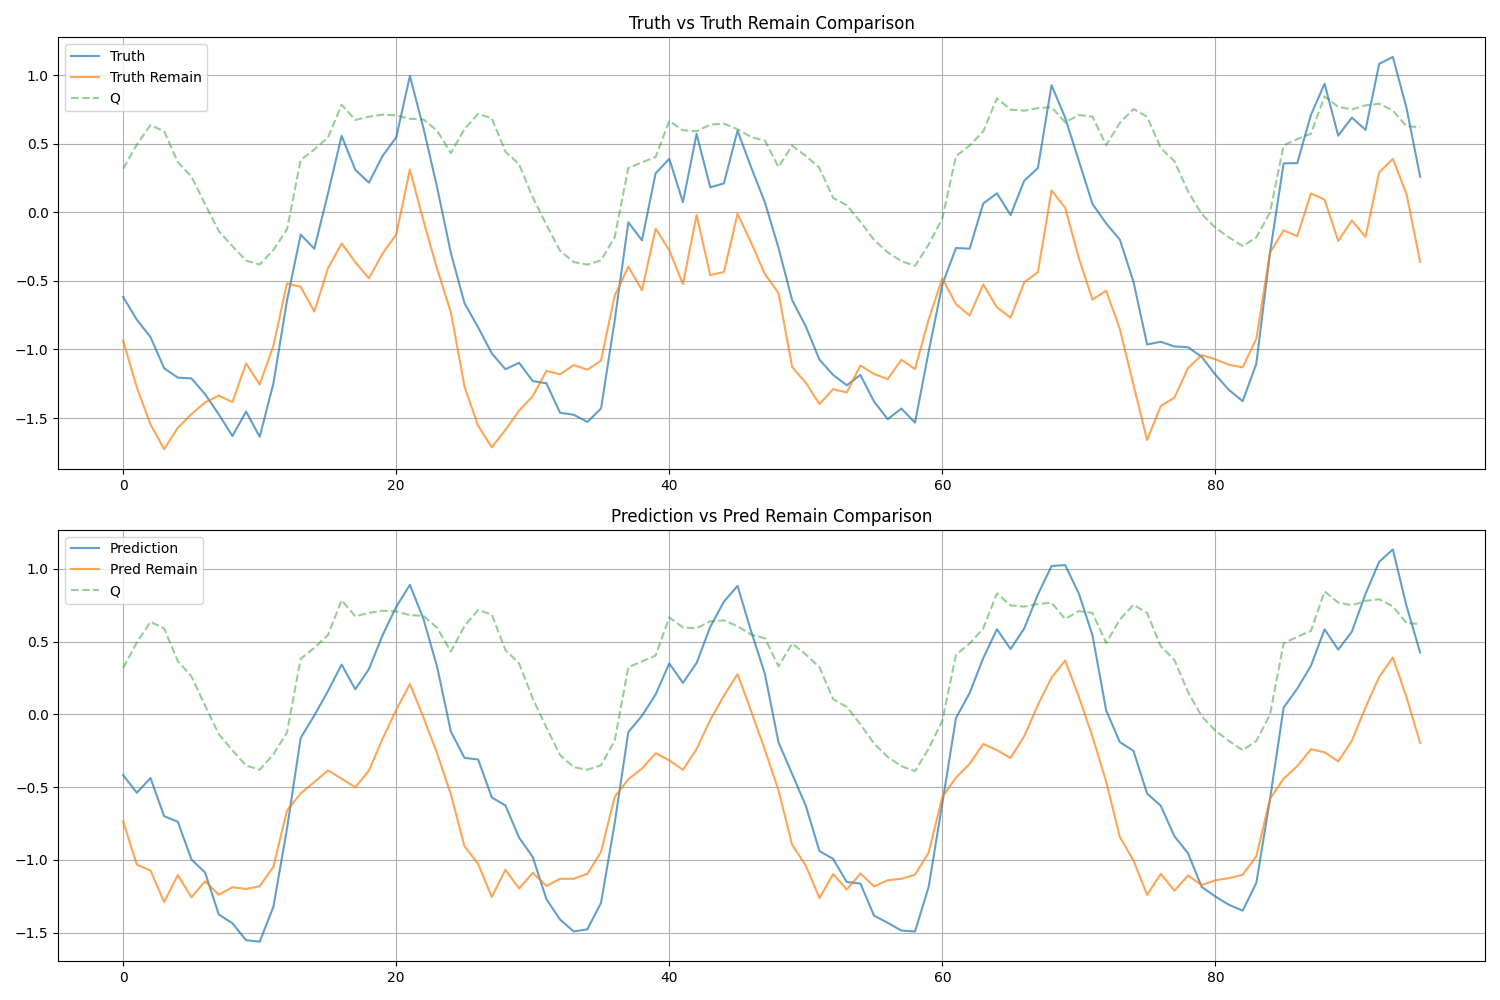 Truth vs Truth Remain Comparison
Truth
Truth Remain
Q
1.0
0.5
0.0
−0.5
−1.0
−1.5
0 20 40 60 80
Prediction vs Pred Remain Comparison
Prediction
Pred Remain
Q
1.0
0.5
0.0
−0.5
−1.0
−1.5
0 20 40 60 80